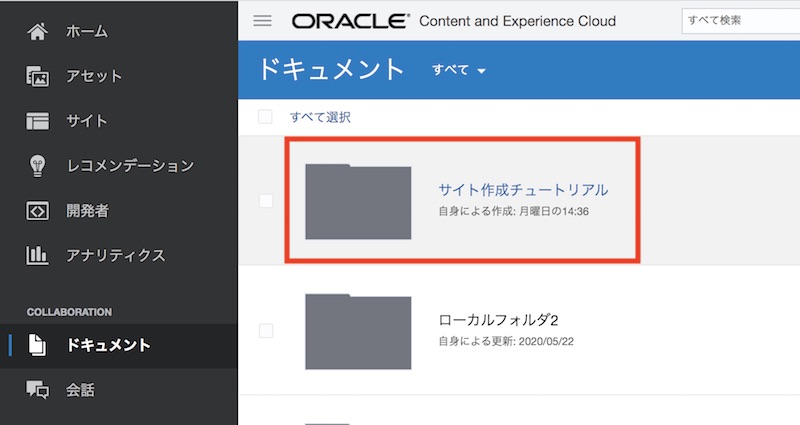 ホーム
アセット
サイト
レコメンデーション
開発者
アナリティクス
COLLABORATION
ドキュメント
会話
ORACLE® Content and Experience Cloud
すべて検索
ドキュメント すべて
すべて選択
サイト作成チュートリアル
自身による作成: 月曜日の14:36
ローカルフォルダ2
自身による更新: 2020/05/22